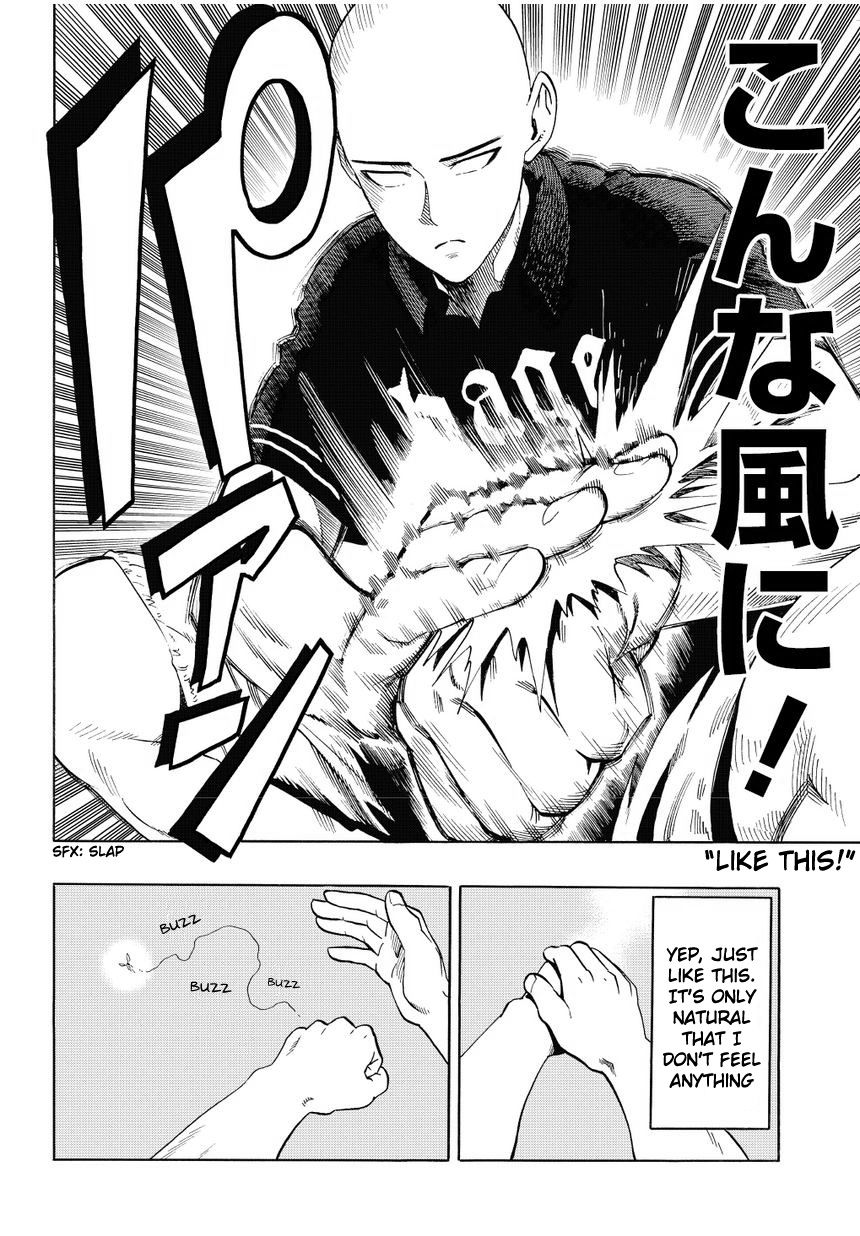 こんな風に！
パァン
SFX: SLAP
"LIKE THIS!"
YEP, JUST
LIKE THIS.
IT'S ONLY
NATURAL
THAT I
DON'T FEEL
ANYTHING
BUZZ
BUZZ
BUZZ